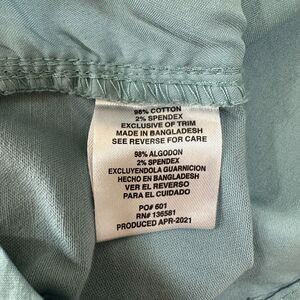 98% COTTON
2% SPENDEX
EXCLUSIVE OF TRIM
MADE IN BANGLADESH
SEE REVERSE FOR CARE
98% ALGODON
2% SPENDEX
EXCLUYENDOLA GUARNICION
HECHO EN BANGLADESH
VER EL REVERSO
PARA EL CUIDADO
PO# 601
RN# 136581
PRODUCED APR-2021